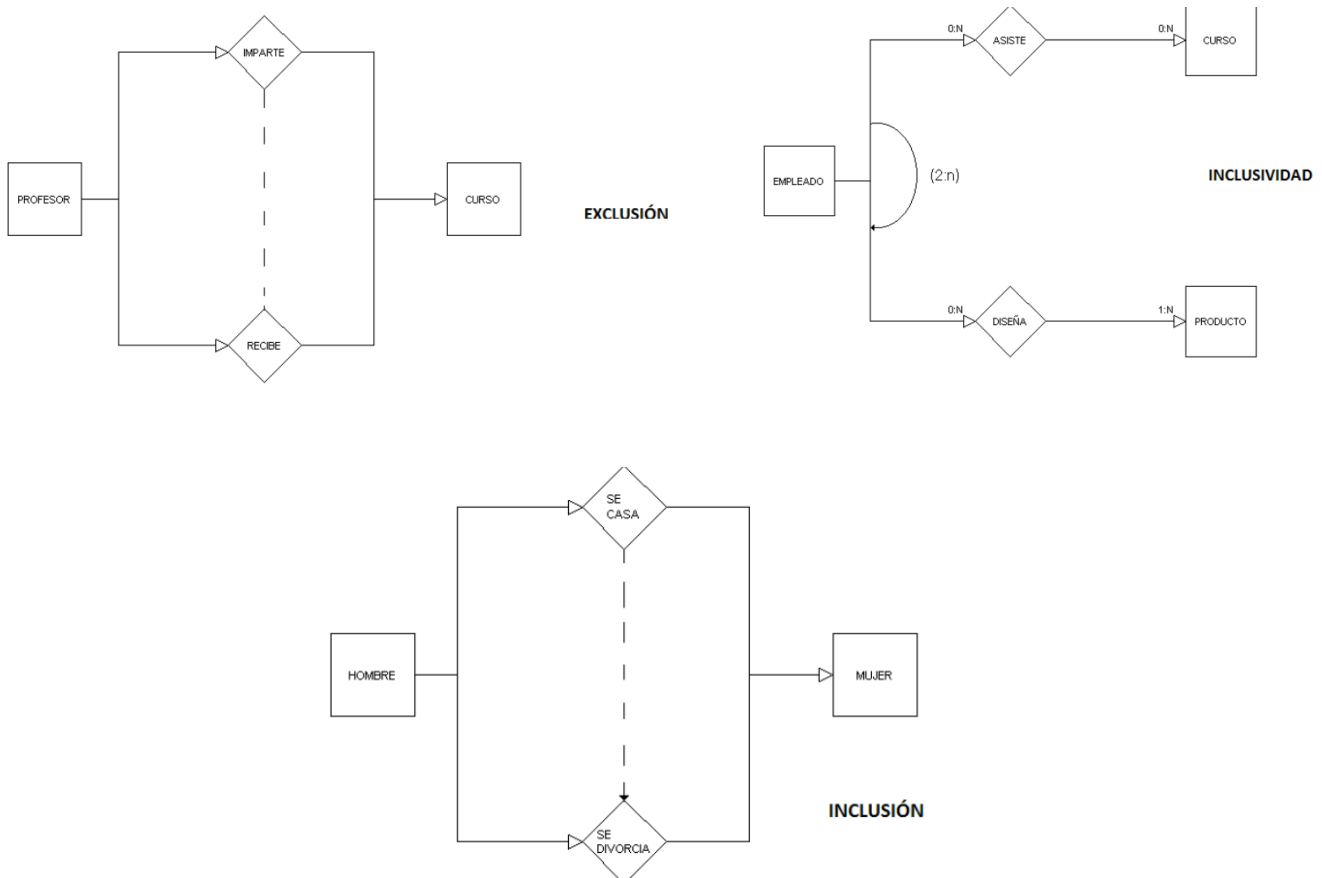 IMPARTE
PROFESOR
CURSO
RECIBE
EXCLUSIÓN
0:N
ASISTE
0:N
CURSO
EMPLEADO
(2:n)
INCLUSIVIDAD
0:N
DISEÑA
1:N
PRODUCTO
SE
CASA
HOMBRE
MUJER
SE
DIVORCIA
INCLUSIÓN